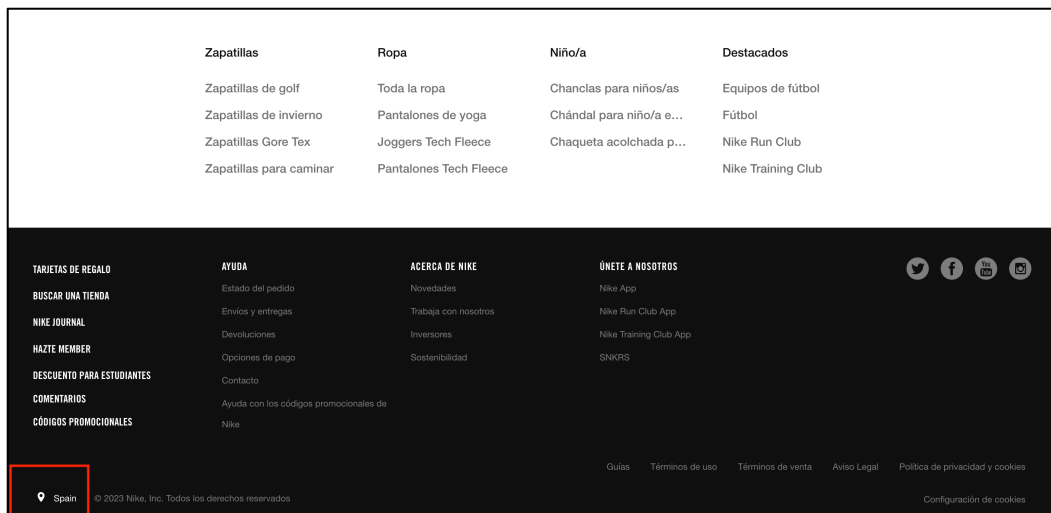 Zapatillas
Zapatillas de golf
Zapatillas de invierno
Zapatillas Gore Tex
Zapatillas para caminar
Ropa
Toda la ropa
Pantalones de yoga
Joggers Tech Fleece
Pantalones Tech Fleece
Niño/a
Chanclas para niños/as
Chándal para niño/a e...
Chaqueta acolchada p...
Destacados
Equipos de fútbol
Fútbol
Nike Run Club
Nike Training Club
TARJETAS DE REGALO
BUSCAR UNA TIENDA
NIKE JOURNAL
HAZTE MEMBER
DESCUENTO PARA ESTUDIANTES
COMENTARIOS
CÓDIGOS PROMOCIONALES
AYUDA
Estado del pedido
Envíos y entregas
Devoluciones
Opciones de pago
Contacto
Ayuda con los códigos promocionales de
Nike
ACERCA DE NIKE
Novedades
Trabaja con nosotros
Inversores
Sostenibilidad
ÚNETE A NOSOTROS
Nike App
Nike Run Club App
Nike Training Club App
SNKRS
You
Tube
Guías Términos de uso Términos de venta Aviso Legal Política de privacidad y cookies
Spain © 2023 Nike, Inc. Todos los derechos reservados
Configuración de cookies